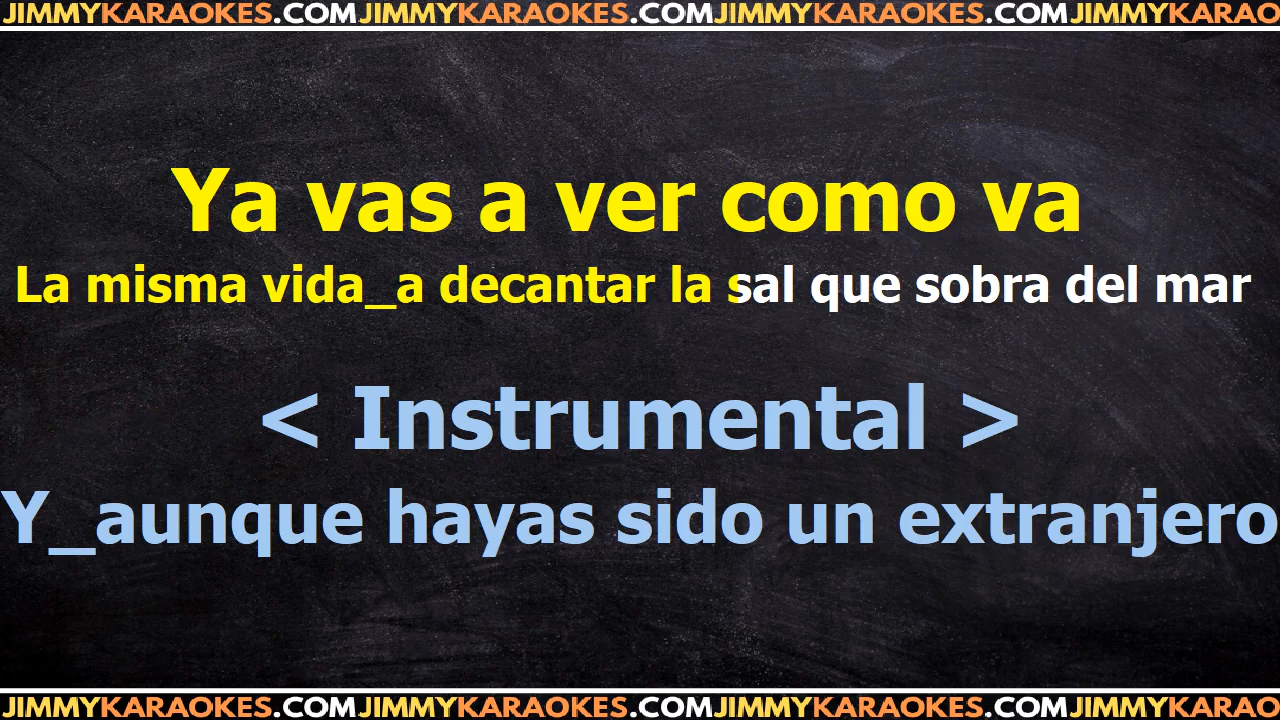 JIMMYKARAOKES.COMJIMMYKARAOKES.COMJIMMYKARAOKES.COMJIMMYKARAO
Ya vas a ver como va
La misma vida_a decantar la sal que sobra del mar
< Instrumental >
Y_aunque hayas sido un extranjero
JIMMYKARAOKES.COMJIMMYKARAOKES.COMJIMMYKARAOKES.COMJIMMYKARAO